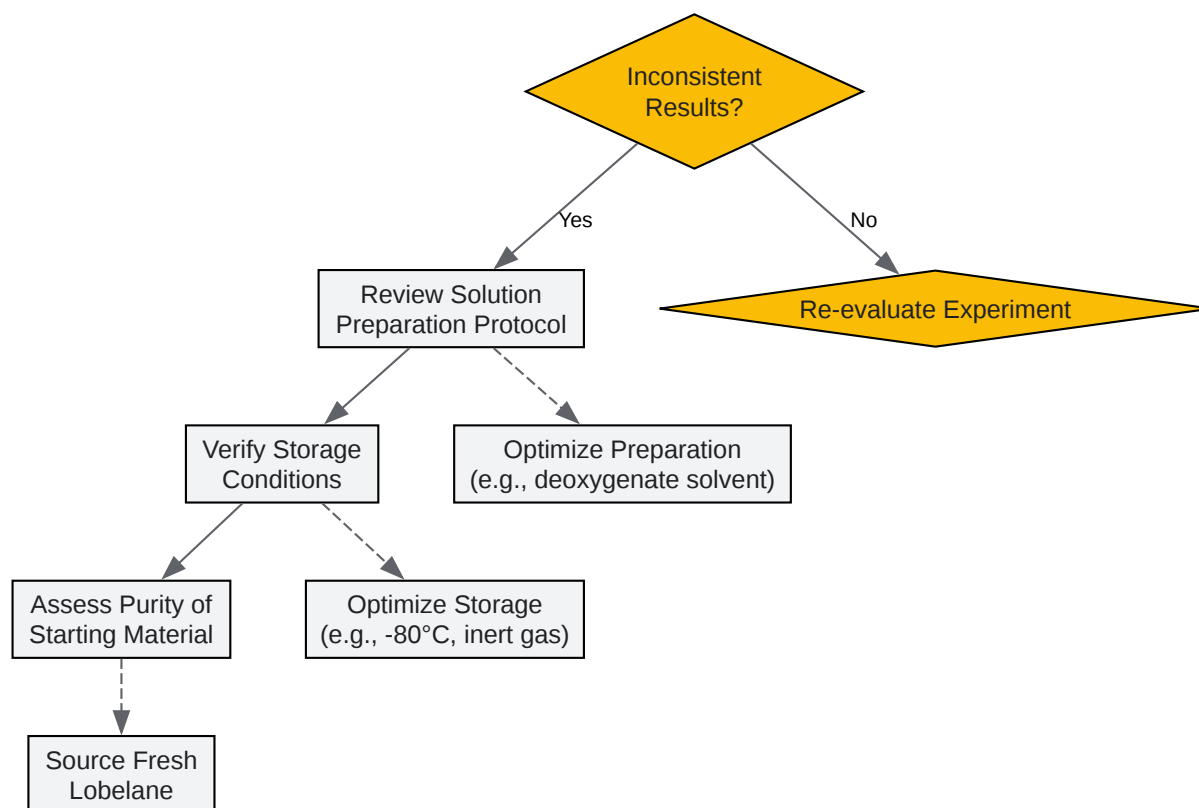 Inconsistent
Results?
Yes
No
Review Solution
Preparation Protocol
Re-evaluate Experiment
Verify Storage
Conditions
Optimize Preparation
(e.g., deoxygenate solvent)
Assess Purity of
Starting Material
Optimize Storage
(e.g., -80°C, inert gas)
Source Fresh
Lobelane